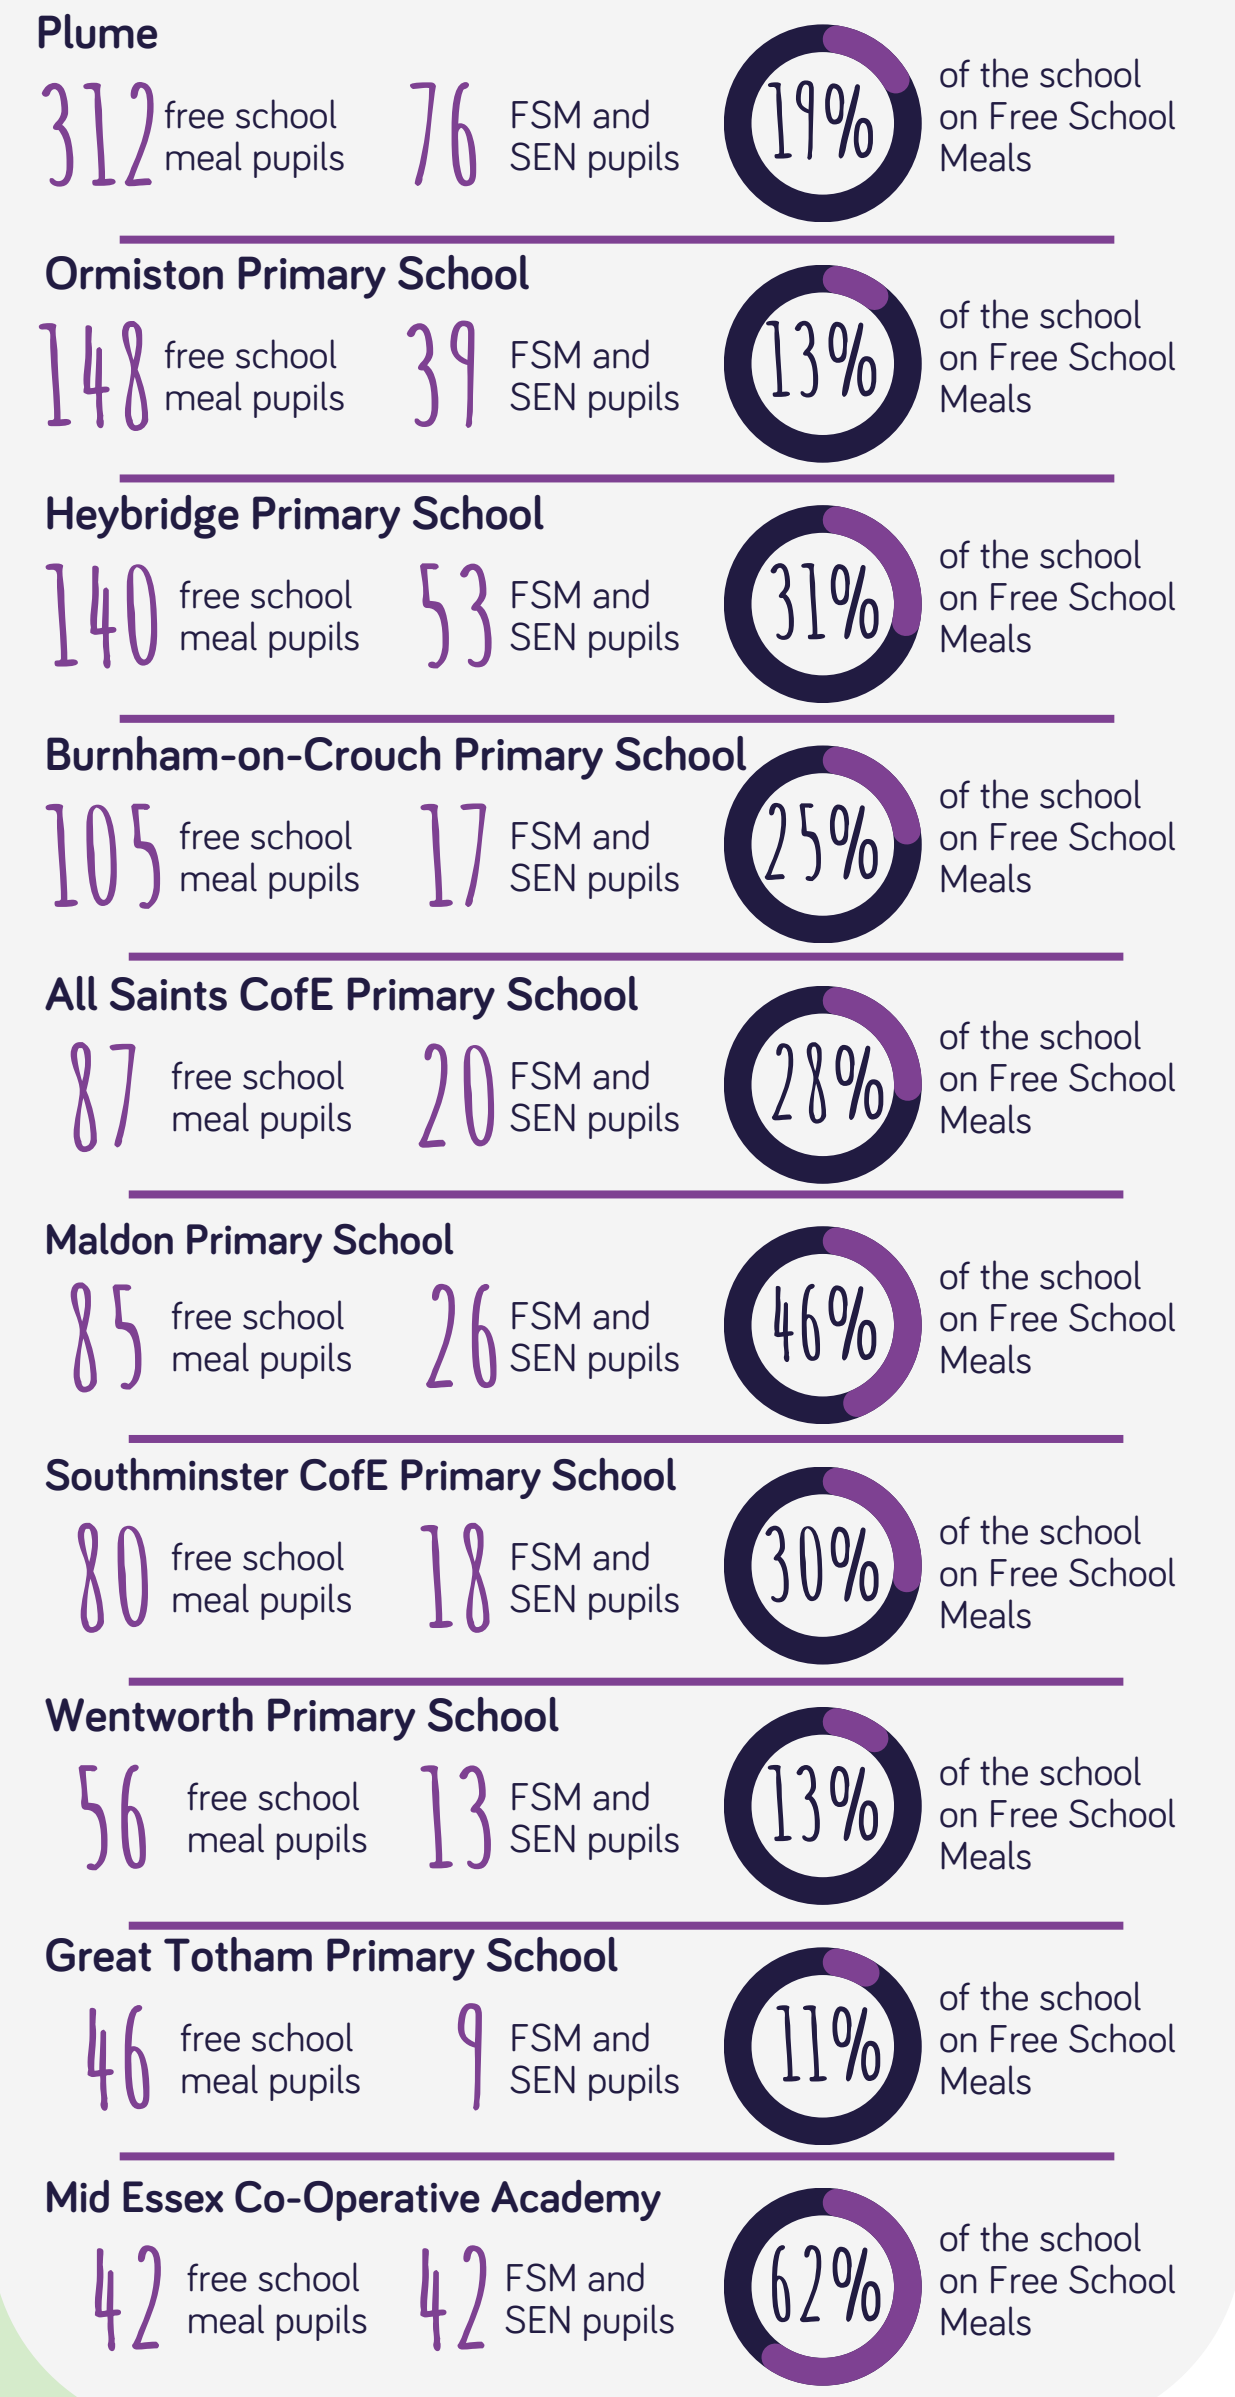 Plume
312 free school
meal pupils
76 FSM and
SEN pupils
19%
of the school
on Free School
Meals
Ormiston Primary School
148 free school
meal pupils
39 FSM and
SEN pupils
13%
of the school
on Free School
Meals
Heybridge Primary School
140 free school
meal pupils
53 FSM and
SEN pupils
31%
of the school
on Free School
Meals
Burnham-on-Crouch Primary School
105 free school
meal pupils
17 FSM and
SEN pupils
25%
of the school
on Free School
Meals
All Saints CofE Primary School
87 free school
meal pupils
20 FSM and
SEN pupils
28%
of the school
on Free School
Meals
Maldon Primary School
85 free school
meal pupils
26 FSM and
SEN pupils
46%
of the school
on Free School
Meals
Southminster CofE Primary School
80 free school
meal pupils
18 FSM and
SEN pupils
30%
of the school
on Free School
Meals
Wentworth Primary School
56 free school
meal pupils
13 FSM and
SEN pupils
13%
of the school
on Free School
Meals
Great Totham Primary School
46 free school
meal pupils
9 FSM and
SEN pupils
11%
of the school
on Free School
Meals
Mid Essex Co-Operative Academy
42 free school
meal pupils
42 FSM and
SEN pupils
62%
of the school
on Free School
Meals